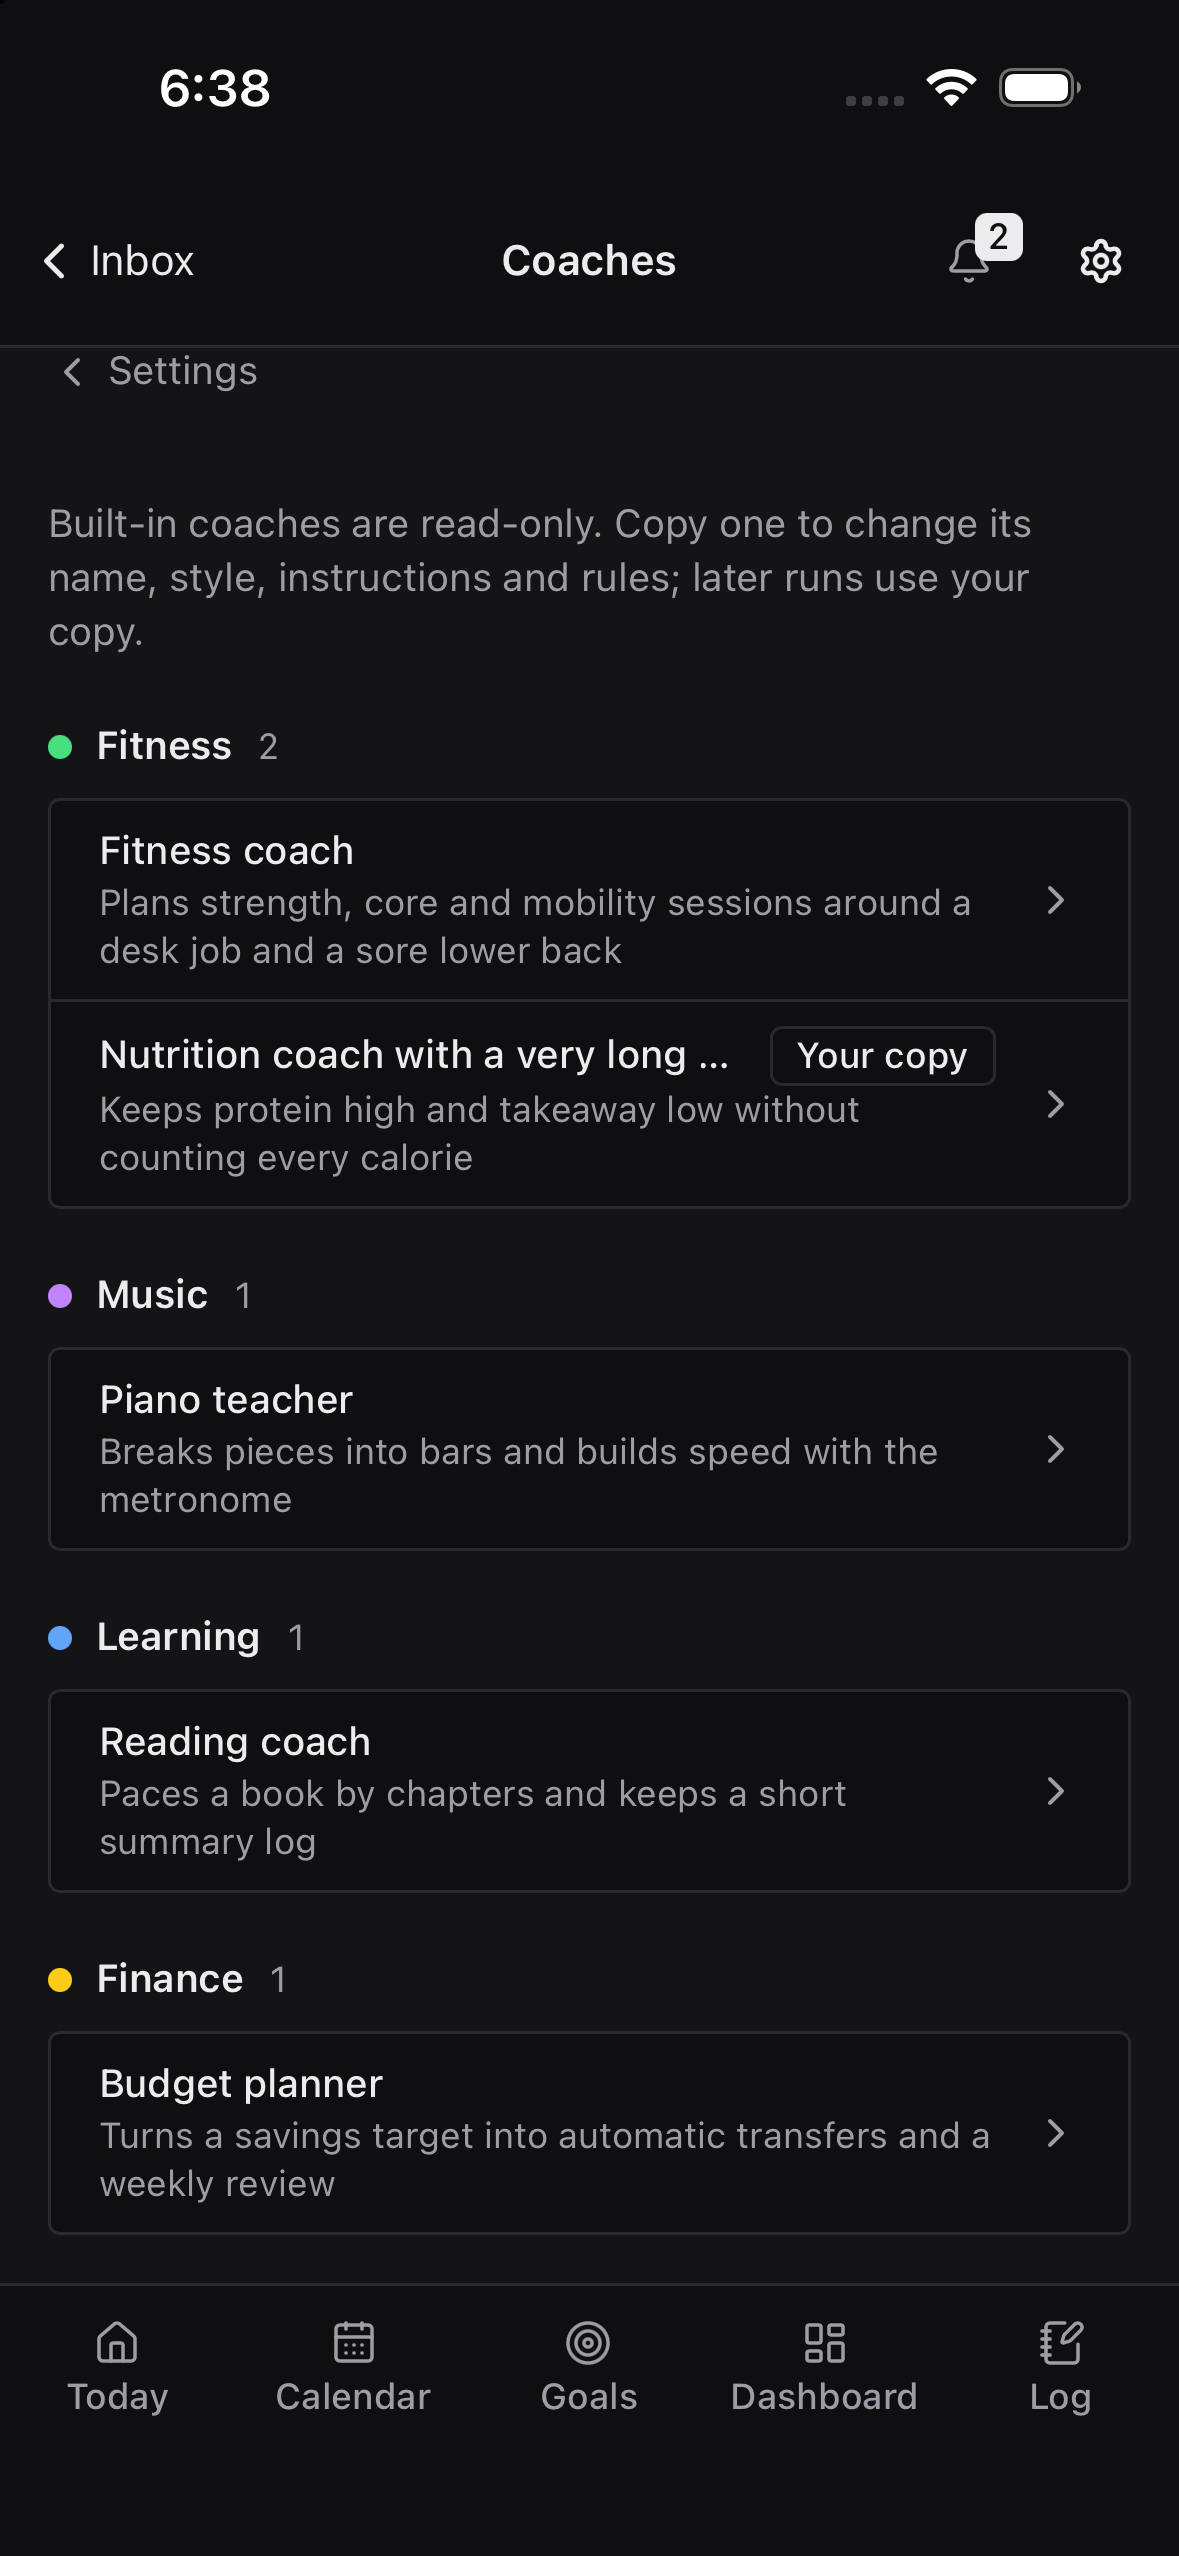 6:38
Inbox
Coaches
2
Settings
Built-in coaches are read-only. Copy one to change its
name, style, instructions and rules; later runs use your
copy.
Fitness 2
Fitness coach
Plans strength, core and mobility sessions around a
desk job and a sore lower back
Nutrition coach with a very long ...
Your copy
Keeps protein high and takeaway low without
counting every calorie
Music 1
Piano teacher
Breaks pieces into bars and builds speed with the
metronome
Learning 1
Reading coach
Paces a book by chapters and keeps a short
summary log
Finance 1
Budget planner
Turns a savings target into automatic transfers and a
weekly review
Today
Calendar
Goals
Dashboard
Log